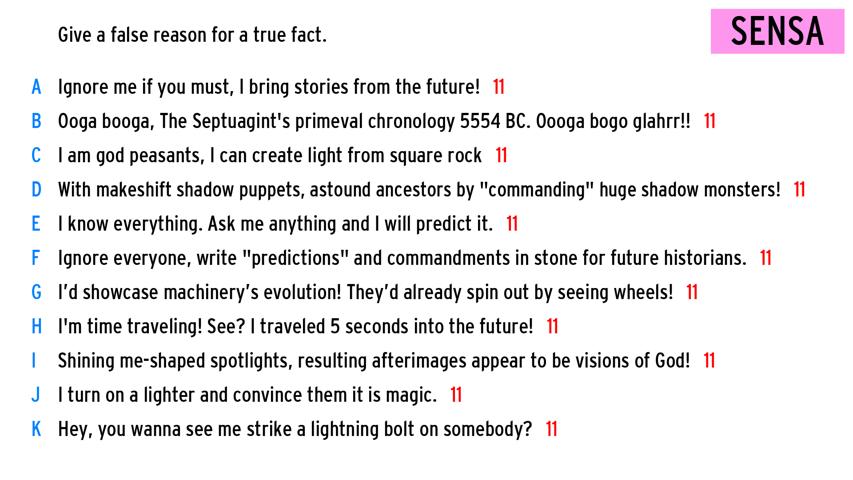 Give a false reason for a true fact.
SENSA
A Ignore me if you must, I bring stories from the future! 11
B Ooga booga, The Septuagint's primeval chronology 5554 BC. Oooga bogo glahrr!! 11
C I am god peasants, I can create light from square rock 11
D With makeshift shadow puppets, astound ancestors by "commanding" huge shadow monsters! 11
E I know everything. Ask me anything and I will predict it. 11
F Ignore everyone, write "predictions" and commandments in stone for future historians. 11
G I’d showcase machinery’s evolution! They’d already spin out by seeing wheels! 11
H I'm time traveling! See? I traveled 5 seconds into the future! 11
I Shining me-shaped spotlights, resulting afterimages appear to be visions of God! 11
J I turn on a lighter and convince them it is magic. 11
K Hey, you wanna see me strike a lightning bolt on somebody? 11